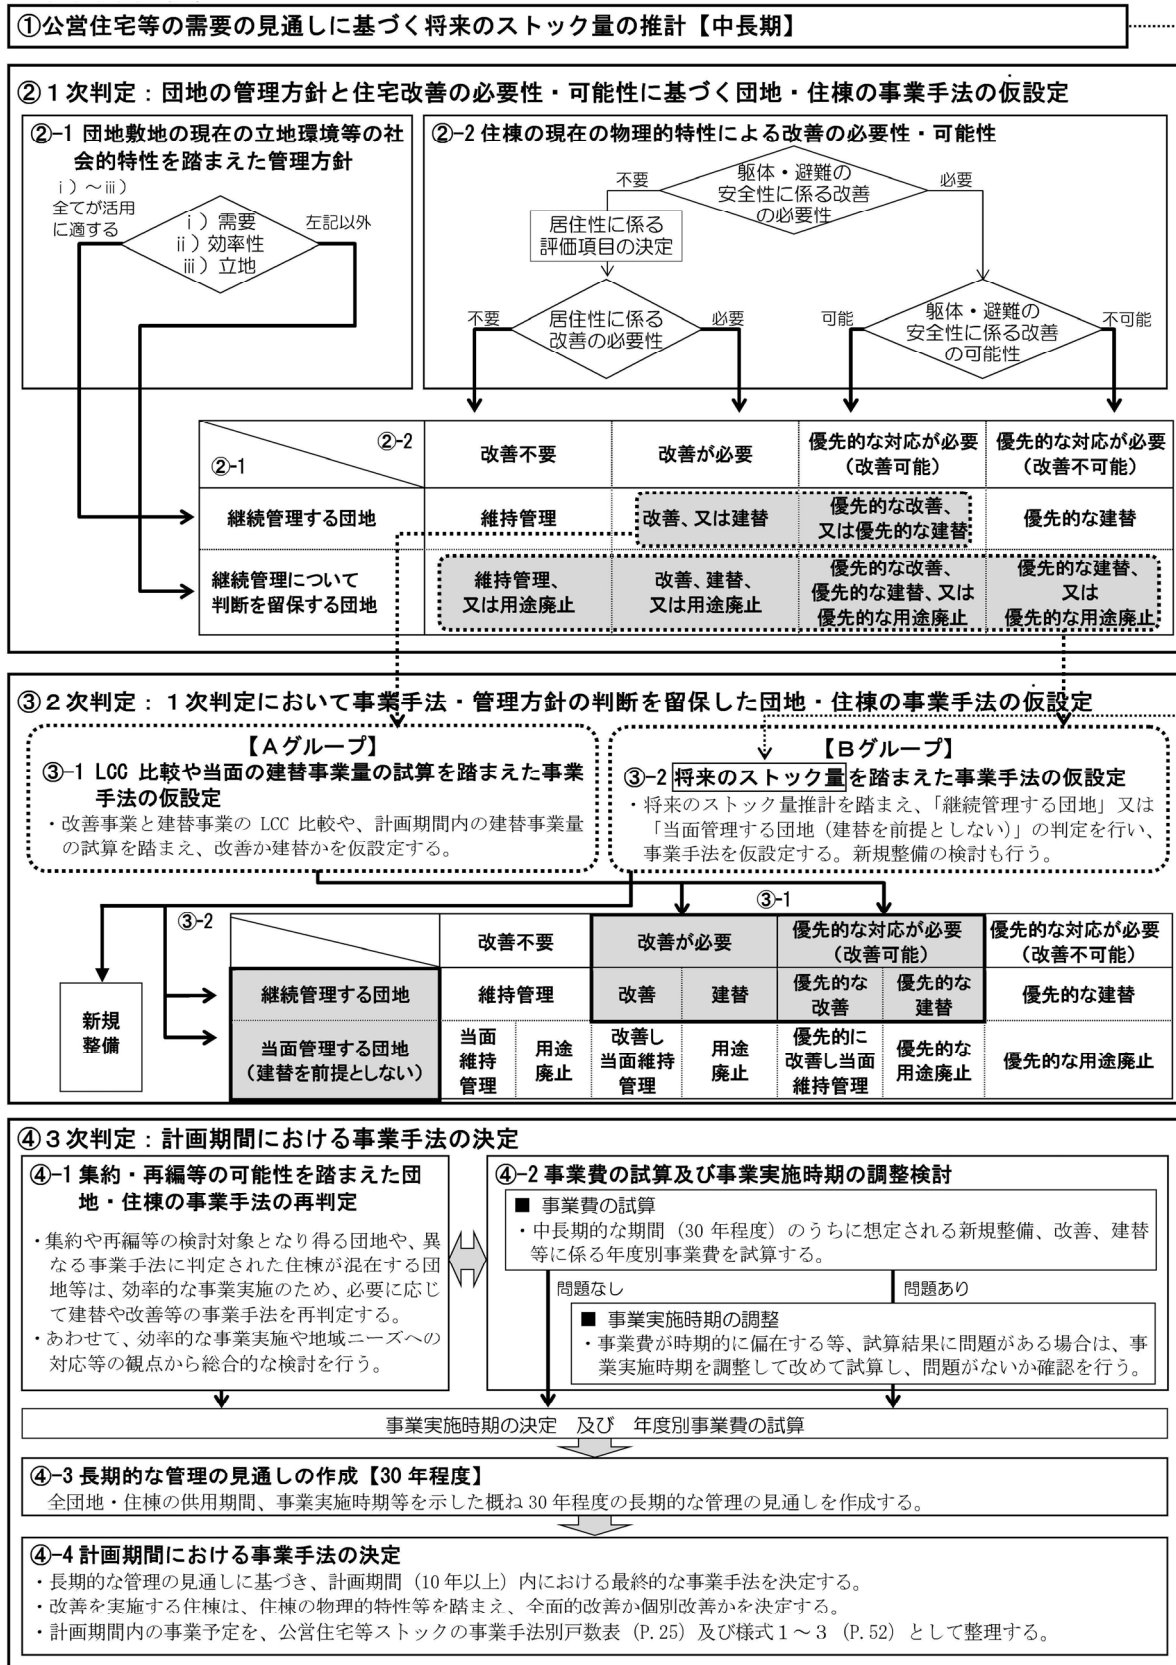 ①公営住宅等の需要の見通しに基づく将来のストック量の推計【中長期】
②１次判定：団地の管理方針と住宅改善の必要性・可能性に基づく団地・住棟の事業手法の仮設定
②-1 団地敷地の現在の立地環境等の社
会的特性を踏まえた管理方針
ⅰ）～ⅲ）
全てが活用
に適する
ⅰ）需要
ⅱ）効率性
ⅲ）立地
左記以外
②-2 住棟の現在の物理的特性による改善の必要性・可能性
不要
躯体・避難の
安全性に係る改善
の必要性
必要
居住性に係る
評価項目の決定
不要
居住性に係る
改善の必要性
必要
可能
躯体・避難の
安全性に係る改善
の可能性
不可能
②-2
②-1
改善不要
改善が必要
優先的な対応が必要
（改善可能）
優先的な対応が必要
（改善不可能）
継続管理する団地
維持管理
改善、又は建替
優先的な改善、
又は優先的な建替
優先的な建替
継続管理について
判断を留保する団地
維持管理、
又は用途廃止
改善、建替、
又は用途廃止
優先的な改善、
優先的な建替、又は
優先的な用途廃止
優先的な建替、
又は
優先的な用途廃止
③２次判定：１次判定において事業手法・管理方針の判断を留保した団地・住棟の事業手法の仮設定
【Ａグループ】
③-1 LCC 比較や当面の建替事業量の試算を踏まえた事業
手法の仮設定
・改善事業と建替事業の LCC 比較や、計画期間内の建替事業量
の試算を踏まえ、改善か建替かを仮設定する。
【Ｂグループ】
③-2 将来のストック量を踏まえた事業手法の仮設定
・将来のストック量推計を踏まえ、「継続管理する団地」又は
「当面管理する団地（建替を前提としない）」の判定を行い、
事業手法を仮設定する。新規整備の検討も行う。
③-2
③-1
新規
整備
改善不要
改善が必要
優先的な対応が必要
（改善可能）
優先的な対応が必要
（改善不可能）
継続管理する団地
維持管理
改善
建替
優先的な
改善
優先的な
建替
優先的な建替
当面管理する団地
（建替を前提としない）
当面
維持
管理
用途
廃止
改善し
当面維持
管理
用途
廃止
優先的に
改善し当面
維持管理
優先的な
用途廃止
優先的な用途廃止
④３次判定：計画期間における事業手法の決定
④-1 集約・再編等の可能性を踏まえた団
地・住棟の事業手法の再判定
・集約や再編等の検討対象となり得る団地や、異
なる事業手法に判定された住棟が混在する団
地等は、効率的な事業実施のため、必要に応じ
て建替や改善等の事業手法を再判定する。
・あわせて、効率的な事業実施や地域ニーズへの
対応等の観点から総合的な検討を行う。
④-2 事業費の試算及び事業実施時期の調整検討
■ 事業費の試算
・中長期的な期間（30 年程度）のうちに想定される新規整備、改善、建替
等に係る年度別事業費を試算する。
問題なし
問題あり
■ 事業実施時期の調整
・事業費が時期的に偏在する等、試算結果に問題がある場合は、事
業実施時期を調整して改めて試算し、問題がないか確認を行う。
事業実施時期の決定 及び 年度別事業費の試算
④-3 長期的な管理の見通しの作成【30 年程度】
全団地・住棟の供用期間、事業実施時期等を示した概ね 30 年程度の長期的な管理の見通しを作成する。
④-4 計画期間における事業手法の決定
・長期的な管理の見通しに基づき、計画期間（10 年以上）内における最終的な事業手法を決定する。
・改善を実施する住棟は、住棟の物理的特性等を踏まえ、全面的改善か個別改善かを決定する。
・計画期間内の事業予定を、公営住宅等ストックの事業手法別戸数表（P.25）及び様式１～３（P.52）として整理する。